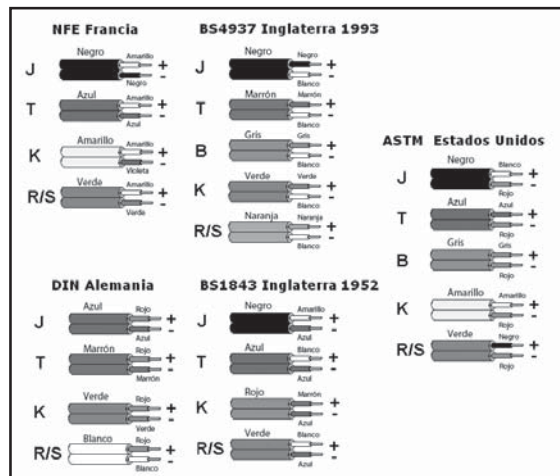 NFE Francia
Negro
J
Amarillo
+
-
Negro
Azul
T
Amarillo
+
-
Azul
Amarillo
K
Amarillo
+
-
Violeta
Verde
R/S
Amarillo
+
-
Verde
BS4937 Inglaterra 1993
Negro
J
Negro
+
-
Blanco
Marrón
T
Marrón
+
-
Blanco
Gris
B
Gris
+
-
Blanco
Verde
K
Verde
+
-
Blanco
Naranja
R/S
Naranja
+
-
Blanco
ASTM Estados Unidos
Negro
J
Blanco
+
-
Rojo
Azul
T
Azul
+
-
Rojo
Gris
B
Gris
+
-
Rojo
Amarillo
K
Amarillo
+
-
Rojo
Verde
R/S
Negro
+
-
Rojo
DIN Alemania
Azul
J
Rojo
+
-
Azul
Marrón
T
Rojo
+
-
Marrón
Verde
K
Rojo
+
-
Verde
Blanco
R/S
Rojo
+
-
Blanco
BS1843 Inglaterra 1952
Negro
J
Amarillo
+
-
Azul
Azul
T
Blanco
+
-
Azul
Rojo
K
Marrón
+
-
Azul
Verde
R/S
Blanco
+
-
Azul